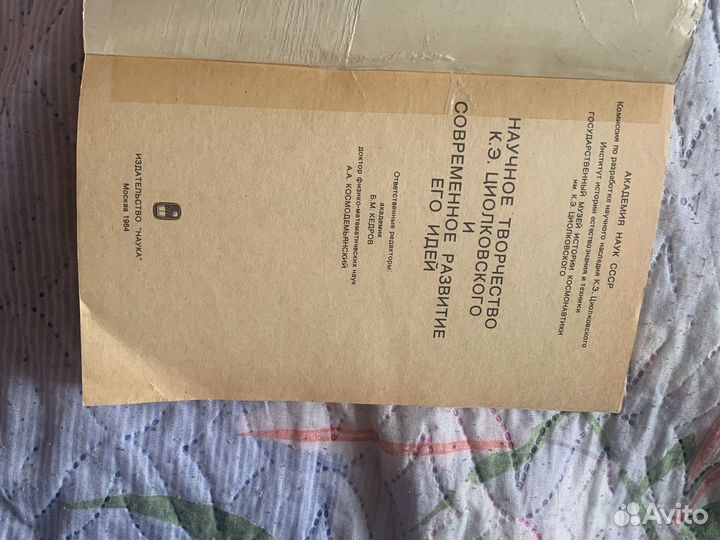 АКАДЕМИЯ НАУК СССР
Комиссия по разработке научного наследия К.Э. Циолковского
Институт истории естествознания и техники
ГОСУДАРСТВЕННЫЙ МУЗЕЙ ИСТОРИИ КОСМОНАВТИКИ
им. К.Э. ЦИОЛКОВСКОГО
НАУЧНОЕ ТВОРЧЕСТВО
К.Э. ЦИОЛКОВСКОГО
И
СОВРЕМЕННОЕ РАЗВИТИЕ
ЕГО ИДЕЙ
Ответственные редакторы:
академик
Б.М. КЕДРОВ
доктор физико-математических наук
А.А. КОСМОДЕМЬЯНСКИЙ
ИЗДАТЕЛЬСТВО "НАУКА"
Москва 1984
Avito